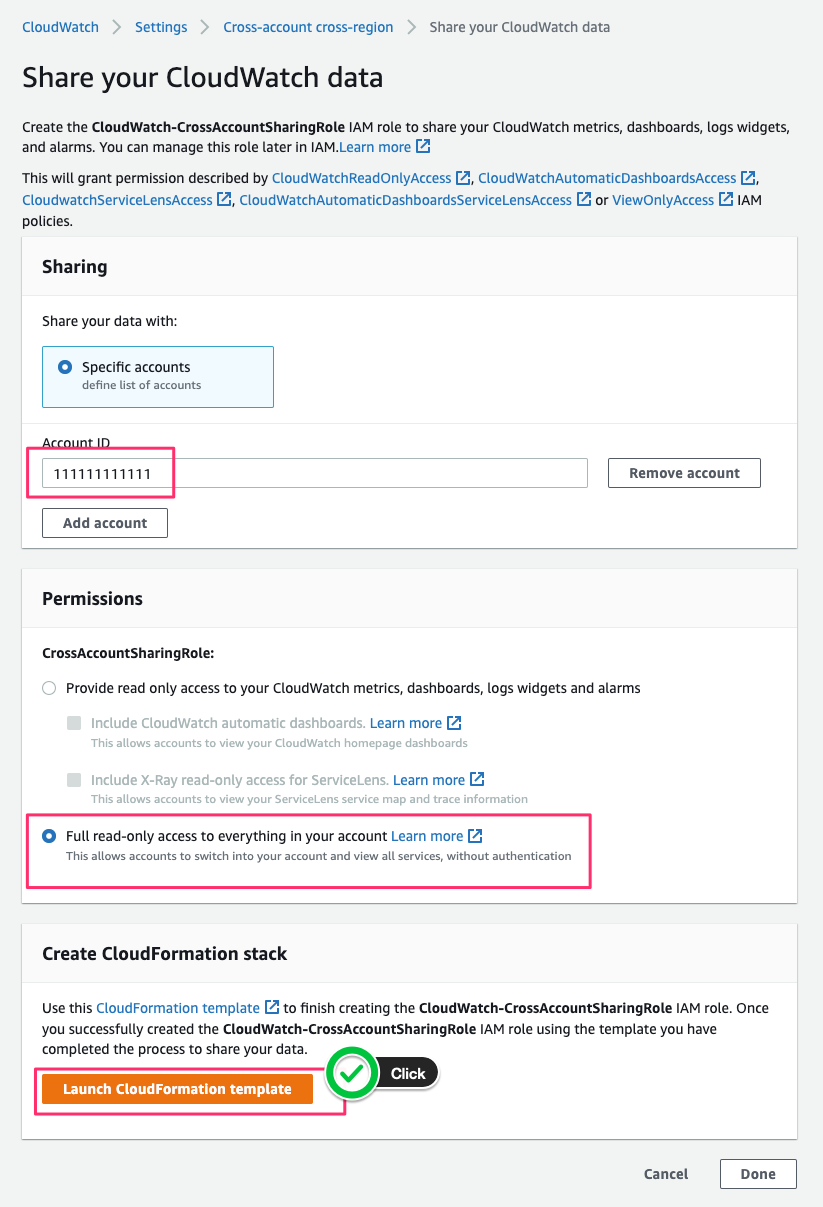 CloudWatch > Settings > Cross-account cross-region > Share your CloudWatch data
Share your CloudWatch data
Create the CloudWatch-CrossAccountSharingRole IAM role to share your CloudWatch metrics, dashboards, logs widgets,
and alarms. You can manage this role later in IAM.Learn more
This will grant permission described by CloudWatchReadOnlyAccess , CloudWatchAutomaticDashboardsAccess ,
CloudwatchServiceLensAccess , CloudWatchAutomaticDashboardsServiceLensAccess or ViewOnlyAccess IAM
policies.
Sharing
Share your data with:
Specific accounts
define list of accounts
Account ID
111111111111
Remove account
Add account
Permissions
CrossAccountSharingRole:
Provide read only access to your CloudWatch metrics, dashboards, logs widgets and alarms
Include CloudWatch automatic dashboards. Learn more
This allows accounts to view your CloudWatch homepage dashboards
Include X-Ray read-only access for ServiceLens. Learn more
This allows accounts to view your ServiceLens service map and trace information
Full read-only access to everything in your account Learn more
This allows accounts to switch into your account and view all services, without authentication
Create CloudFormation stack
Use this CloudFormation template to finish creating the CloudWatch-CrossAccountSharingRole IAM role. Once
you successfully created the CloudWatch-CrossAccountSharingRole IAM role using the template you have
completed the process to share your data.
Click
Launch CloudFormation template
Cancel
Done